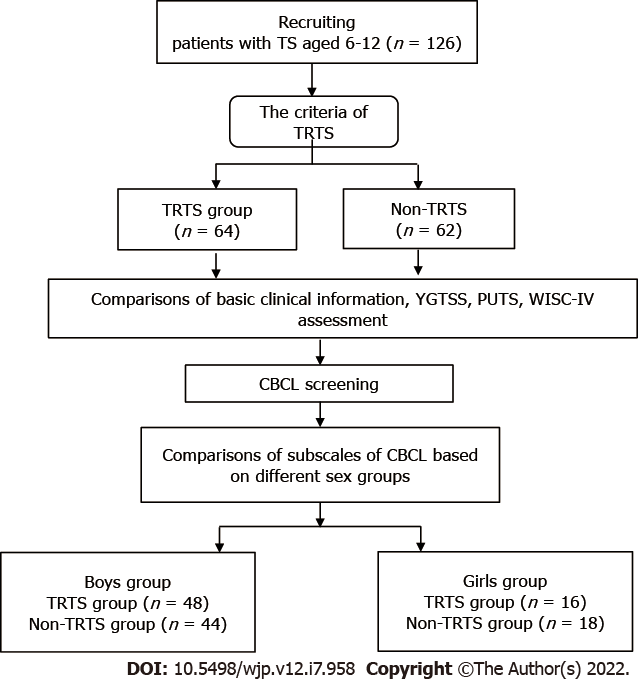 Recruiting
patients with TS aged 6-12 (n = 126)
The criteria of
TRTS
TRTS group
(n = 64)
Non-TRTS
(n = 62)
Comparisons of basic clinical information, YGTSS, PUTS, WISC-IV
assessment
CBCL screening
Comparisons of subscales of CBCL based
on different sex groups
Boys group
TRTS group (n = 48)
Non-TRTS group (n = 44)
Girls group
TRTS group (n = 16)
Non-TRTS group (n = 18)
DOI: 10.5498/wjp.v12.i7.958 Copyright ©The Author(s) 2022.